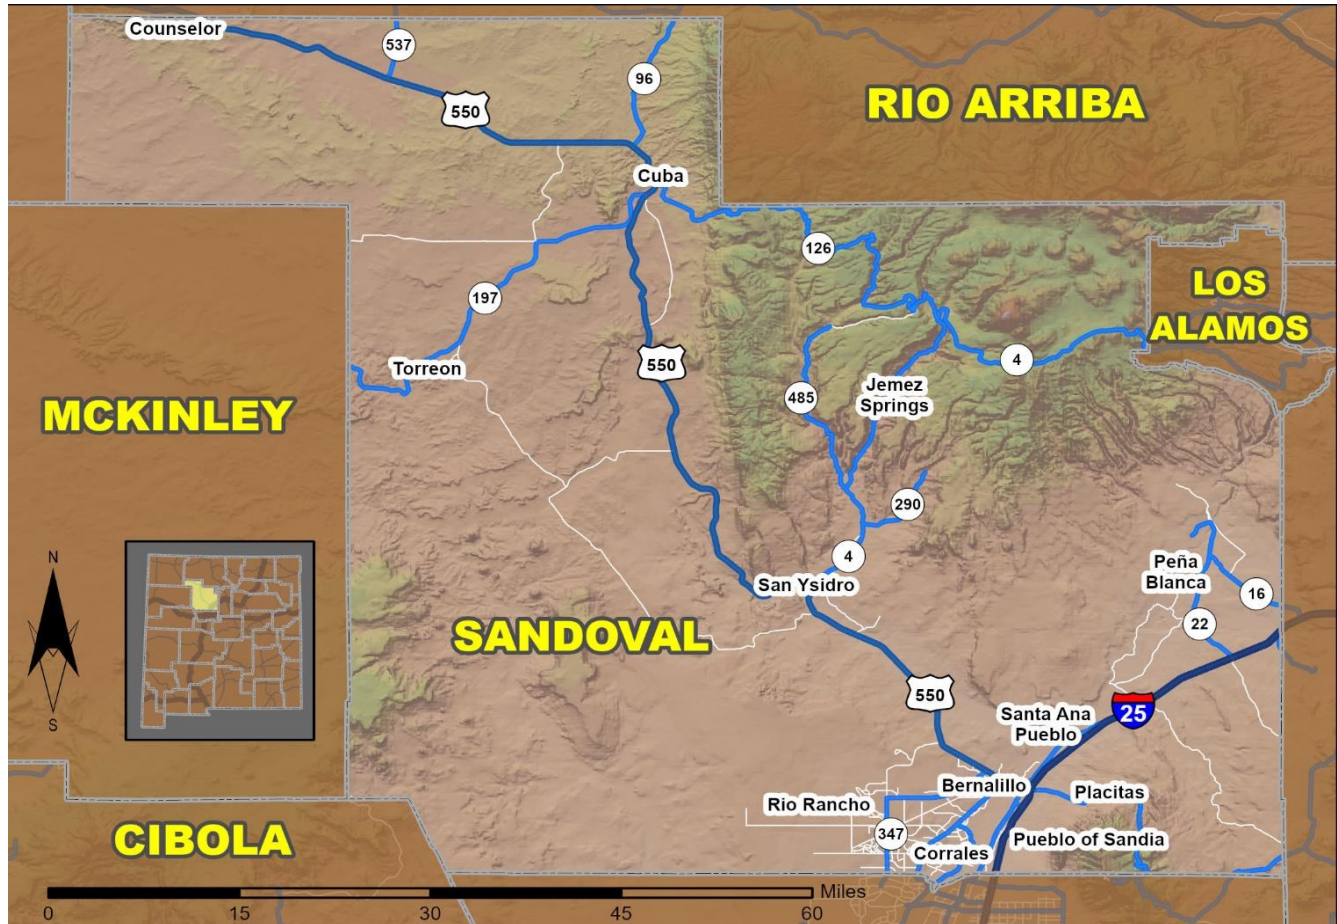 Counselor
537
96
550
RIO ARRIBA
Cuba
126
197
LOS
ALAMOS
550
4
Torreon
485
Jemez
Springs
MCKINLEY
290
4
N
S
San Ysidro
Peña
Blanca
16
22
SANDOVAL
550
25
Santa Ana
Pueblo
Bernalillo
Placitas
Rio Rancho
347
Corrales
Pueblo of Sandia
CIBOLA
Miles
0 15 30 45 60